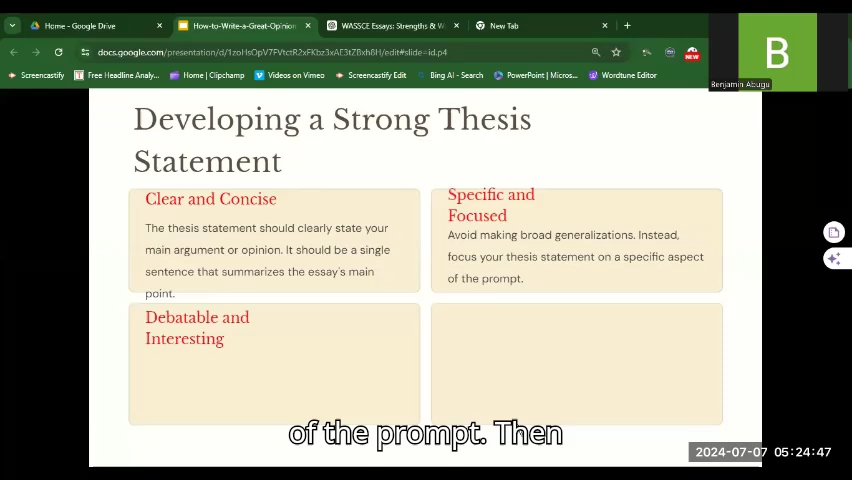 Home - Google Drive
How-to-Write-a-Great-Opinion
WASSCE Essays: Strengths & W
New Tab
docs.google.com/presentation/d/1zoHsOpV7FVtctR2xFKbz3xAE3tZBxh8H/edit#slide=id.p4
NEW
Screencastify
Free Headline Analy...
Home | Clipchamp
Videos on Vimeo
Screencastify Edit
Bing AI - Search
PowerPoint | Micros...
Wordtune Editor
B
Benjamin Abugu
Developing a Strong Thesis
Statement
Clear and Concise
The thesis statement should clearly state your
main argument or opinion. It should be a single
sentence that summarizes the essay's main
point.
Specific and
Focused
Avoid making broad generalizations. Instead,
focus your thesis statement on a specific aspect
of the prompt.
Debatable and
Interesting
of the prompt. Then
2024-07-07 05:24:47